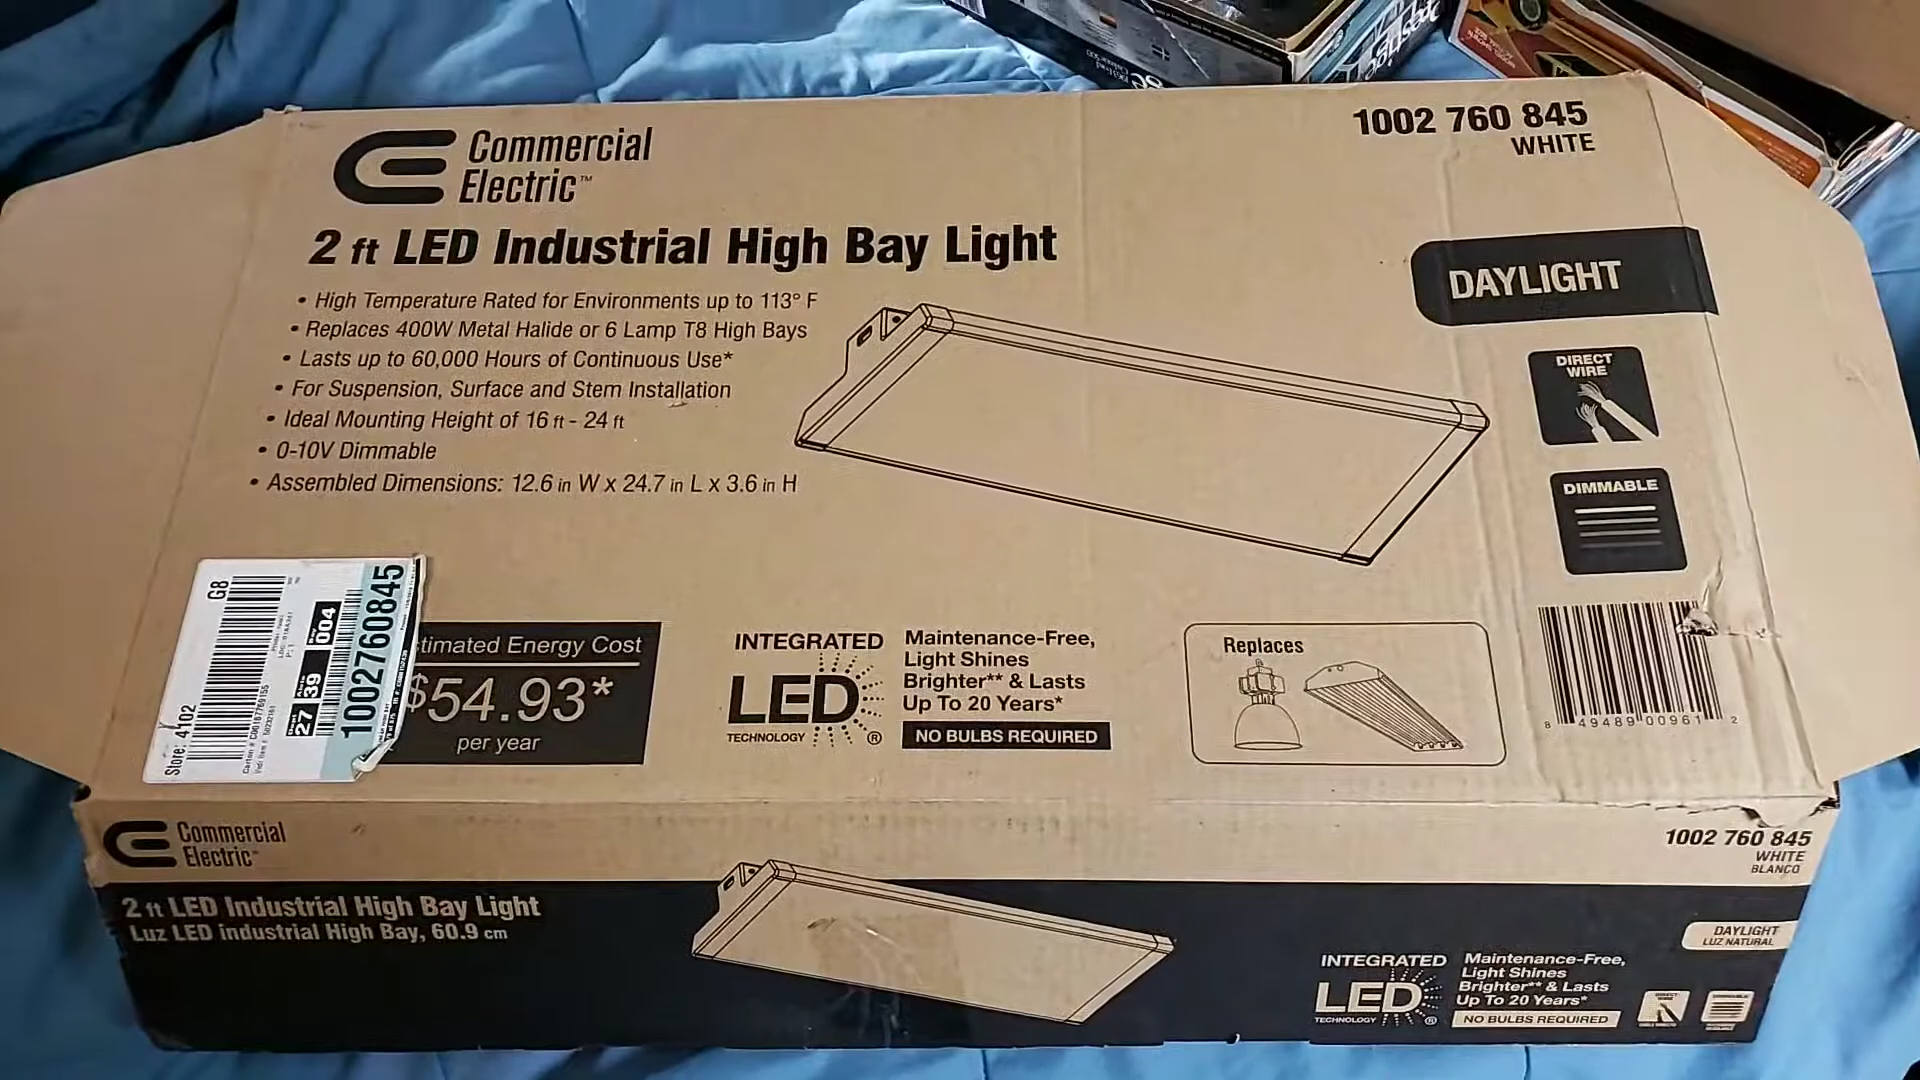 Commercial
Electric™
1002 760 845
WHITE
2 ft LED Industrial High Bay Light
• High Temperature Rated for Environments up to 113° F
• Replaces 400W Metal Halide or 6 Lamp T8 High Bays
• Lasts up to 60,000 Hours of Continuous Use*
• For Suspension, Surface and Stem Installation
• Ideal Mounting Height of 16 ft - 24 ft
• 0-10V Dimmable
• Assembled Dimensions: 12.6 in W x 24.7 in L x 3.6 in H
DAYLIGHT
DIRECT
WIRE
DIMMABLE
G8
Store: 4102
27 39 004
1002760845
timated Energy Cost
$54.93*
per year
INTEGRATED
LED
TECHNOLOGY ®
Maintenance-Free,
Light Shines
Brighter** & Lasts
Up To 20 Years*
NO BULBS REQUIRED
Replaces
8 49489 00961 2
Commercial
Electric™
1002 760 845
WHITE
BLANCO
2 ft LED Industrial High Bay Light
Luz LED industrial High Bay, 60.9 cm
DAYLIGHT
LUZ NATURAL
INTEGRATED
LED
TECHNOLOGY ®
Maintenance-Free,
Light Shines
Brighter** & Lasts
Up To 20 Years*
NO BULBS REQUIRED